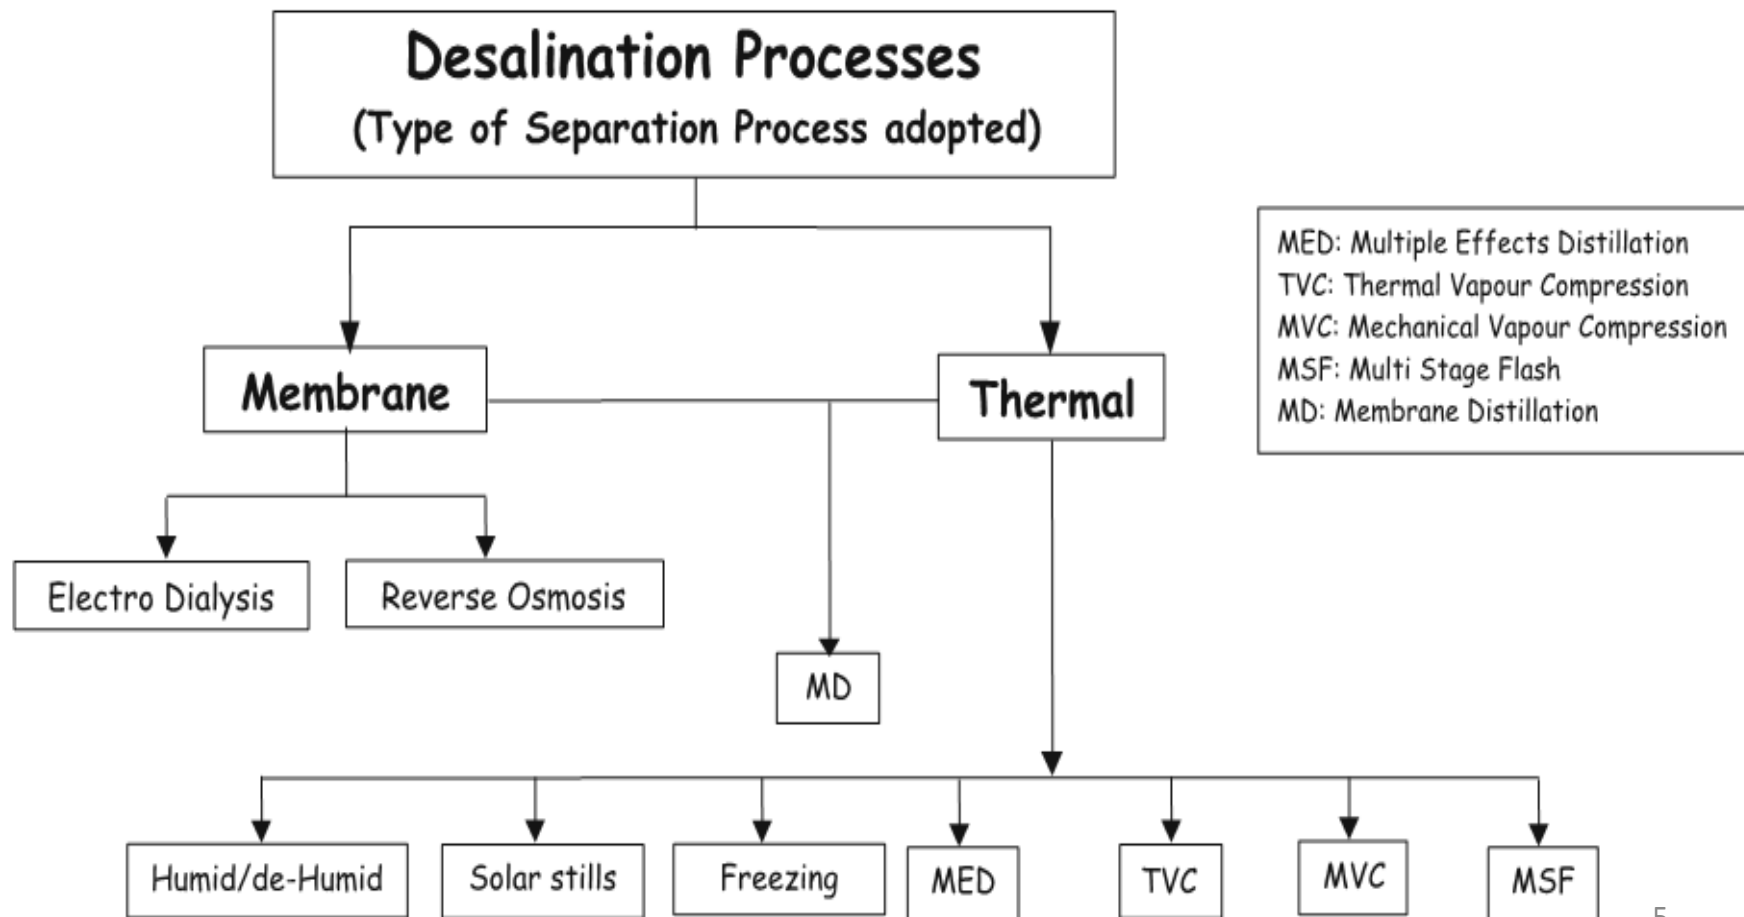 Desalination Processes
(Type of Separation Process adopted)
MED: Multiple Effects Distillation
TVC: Thermal Vapour Compression
MVC: Mechanical Vapour Compression
MSF: Multi Stage Flash
MD: Membrane Distillation
Membrane
Thermal
Electro Dialysis
Reverse Osmosis
MD
Humid/de-Humid
Solar stills
Freezing
MED
TVC
MVC
MSF
5